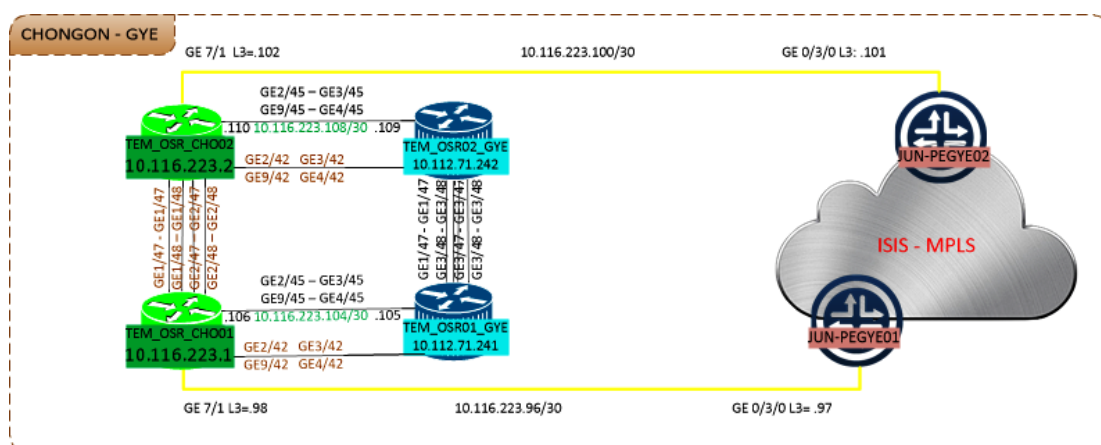 CHONGON - GYE
GE 7/1 L3=.102
10.116.223.100/30
GE 0/3/0 L3: .101
GE2/45 – GE3/45
GE9/45 – GE4/45
.110 10.116.223.108/30 .109
TEM_OSR_CHO02
10.116.223.2
TEM_OSR02_GYE
10.112.71.242
JUN-PEGYE02
GE2/42 GE3/42
GE9/42 GE4/42
GE1/47 - GE1/47
GE1/48 – GE1/48
GE2/47 – GE2/47
GE2/48 – GE2/48
GE1/47 - GE1/47
GE3/48 - GE3/48
GE3/47 - GE3/47
GE3/48 - GE3/48
ISIS - MPLS
GE2/45 – GE3/45
GE9/45 – GE4/45
.106 10.116.223.104/30 .105
TEM_OSR_CHO01
10.116.223.1
TEM_OSR01_GYE
10.112.71.241
JUN-PEGYE01
GE2/42 GE3/42
GE9/42 GE4/42
GE 7/1 L3=.98
10.116.223.96/30
GE 0/3/0 L3= .97